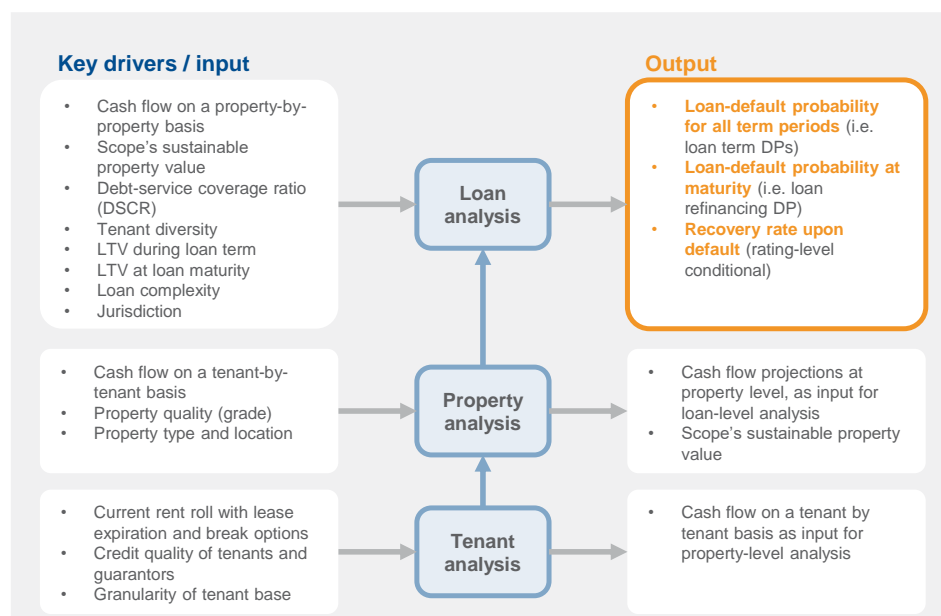 Key drivers / input
Output
• Cash flow on a property-by-
property basis
• Scope's sustainable
property value
• Debt-service coverage ratio
(DSCR)
• Tenant diversity
• LTV during loan term
• LTV at loan maturity
• Loan complexity
• Jurisdiction
Loan
analysis
• Loan-default probability
for all term periods (i.e.
loan term DPs)
• Loan-default probability at
maturity (i.e. loan
refinancing DP)
• Recovery rate upon
default (rating-level
conditional)
• Cash flow on a tenant-by-
tenant basis
• Property quality (grade)
• Property type and location
Property
analysis
• Cash flow projections at
property level, as input for
loan-level analysis
• Scope's sustainable property
value
• Current rent roll with lease
expiration and break options
• Credit quality of tenants and
guarantors
• Granularity of tenant base
Tenant
analysis
• Cash flow on a tenant by
tenant basis as input for
property-level analysis